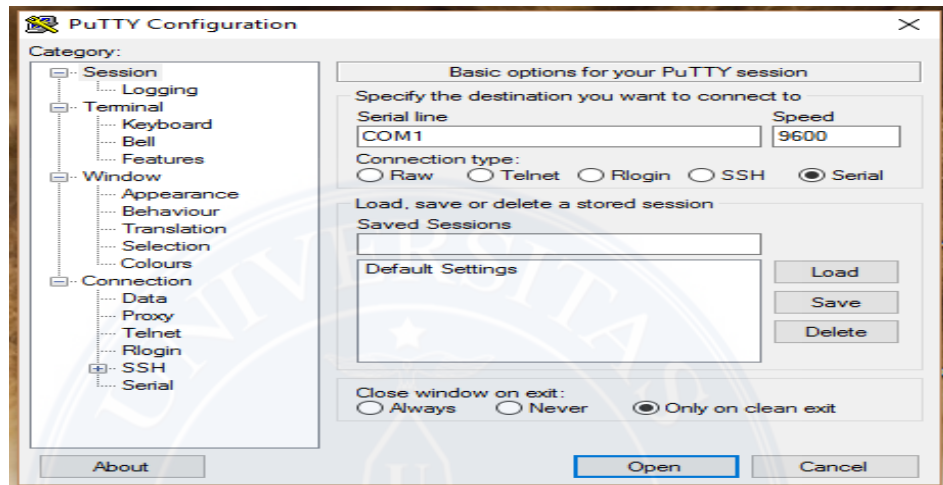 PuTTY Configuration
Category:
Session
Logging
Terminal
Keyboard
Bell
Features
Window
Appearance
Behaviour
Translation
Selection
Colours
Connection
Data
Proxy
Telnet
Rlogin
SSH
Serial
Basic options for your PuTTY session
Specify the destination you want to connect to
Serial line Speed
COM1 9600
Connection type:
Raw Telnet Rlogin SSH Serial
Load, save or delete a stored session
Saved Sessions
Default Settings
Load
Save
Delete
Close window on exit:
Always Never Only on clean exit
About Open Cancel
UNIVERSITAS
U